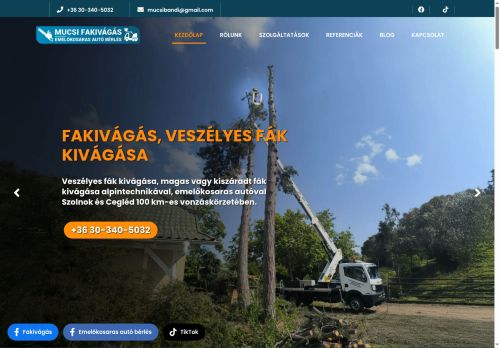 +36 30-340-5032
mucsibandi@gmail.com
MUCSI FAKIVÁGÁS
EMELŐKOSARAS AUTÓ BÉRLÉS
KEZDŐLAP
RÓLUNK
SZOLGÁLTATÁSOK
REFERENCIÁK
BLOG
KAPCSOLAT
FAKIVÁGÁS, VESZÉLYES FÁK
KIVÁGÁSA
Veszélyes fák kivágása, magas vagy kiszáradt fák
kivágása alpintechnikával, emelőkosaras autóval
Szolnok és Cegléd 100 km-es vonzáskörzetében.
+36 30-340-5032
Fakivágás
Emelőkosaras autó bérlés
TikTok